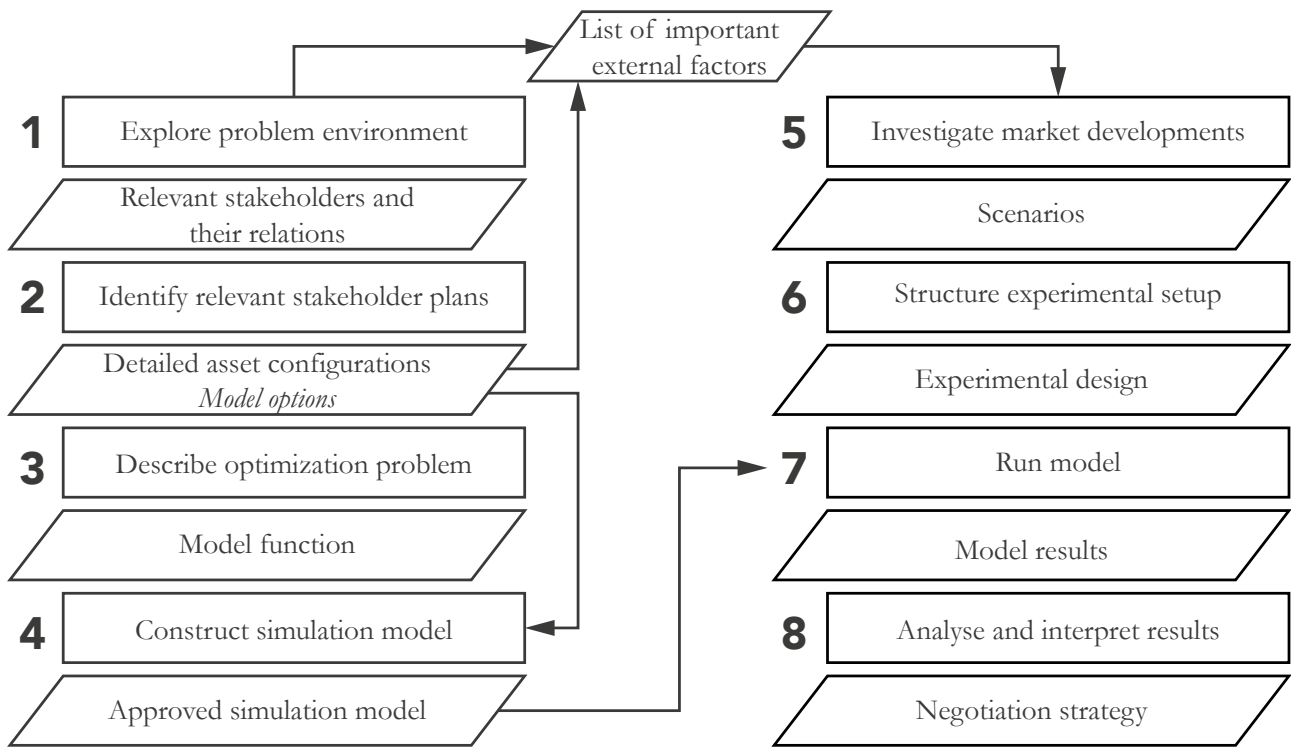 List of important
external factors
1
Explore problem environment
Relevant stakeholders and
their relations
2
Identify relevant stakeholder plans
Detailed asset configurations
Model options
3
Describe optimization problem
Model function
4
Construct simulation model
Approved simulation model
5
Investigate market developments
Scenarios
6
Structure experimental setup
Experimental design
7
Run model
Model results
8
Analyse and interpret results
Negotiation strategy